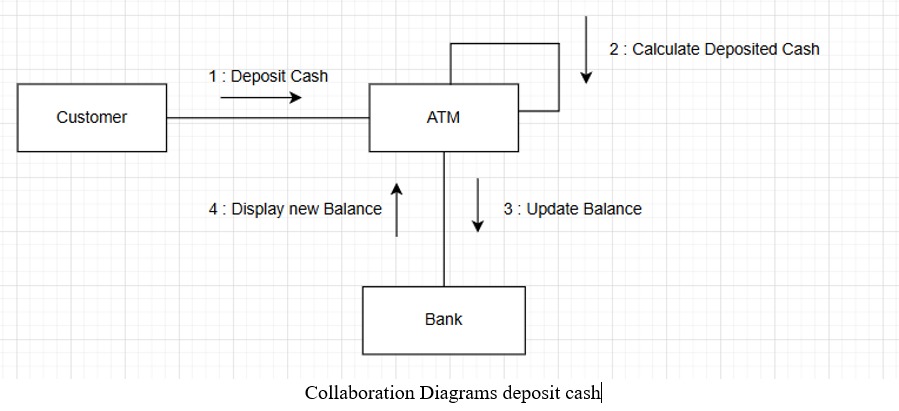 2 : Calculate Deposited Cash
1 : Deposit Cash
Customer
ATM
4 : Display new Balance
3 : Update Balance
Bank
Collaboration Diagrams deposit cash